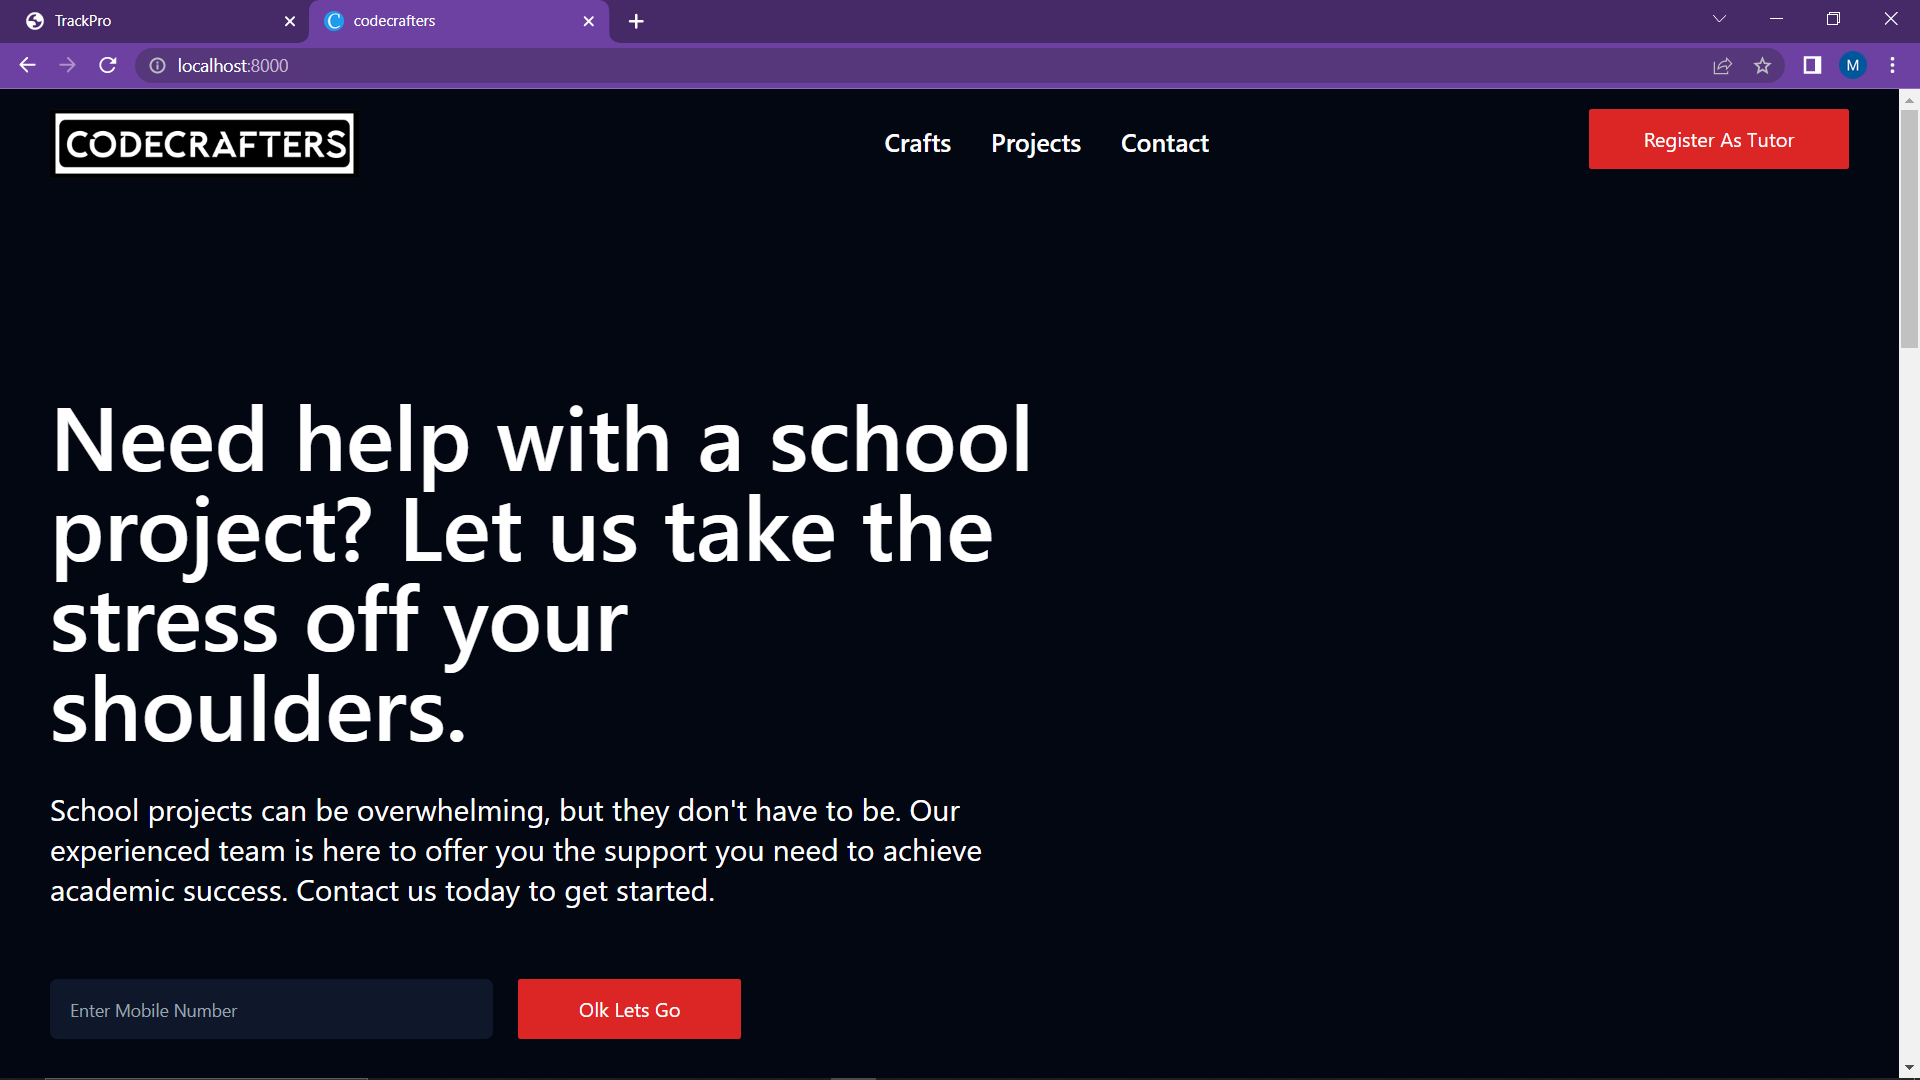 TrackPro
codecrafters
localhost:8000
M
CODECRAFTERS
Crafts
Projects
Contact
Register As Tutor
Need help with a school
project? Let us take the
stress off your
shoulders.
School projects can be overwhelming, but they don't have to be. Our
experienced team is here to offer you the support you need to achieve
academic success. Contact us today to get started.
Enter Mobile Number
Olk Lets Go